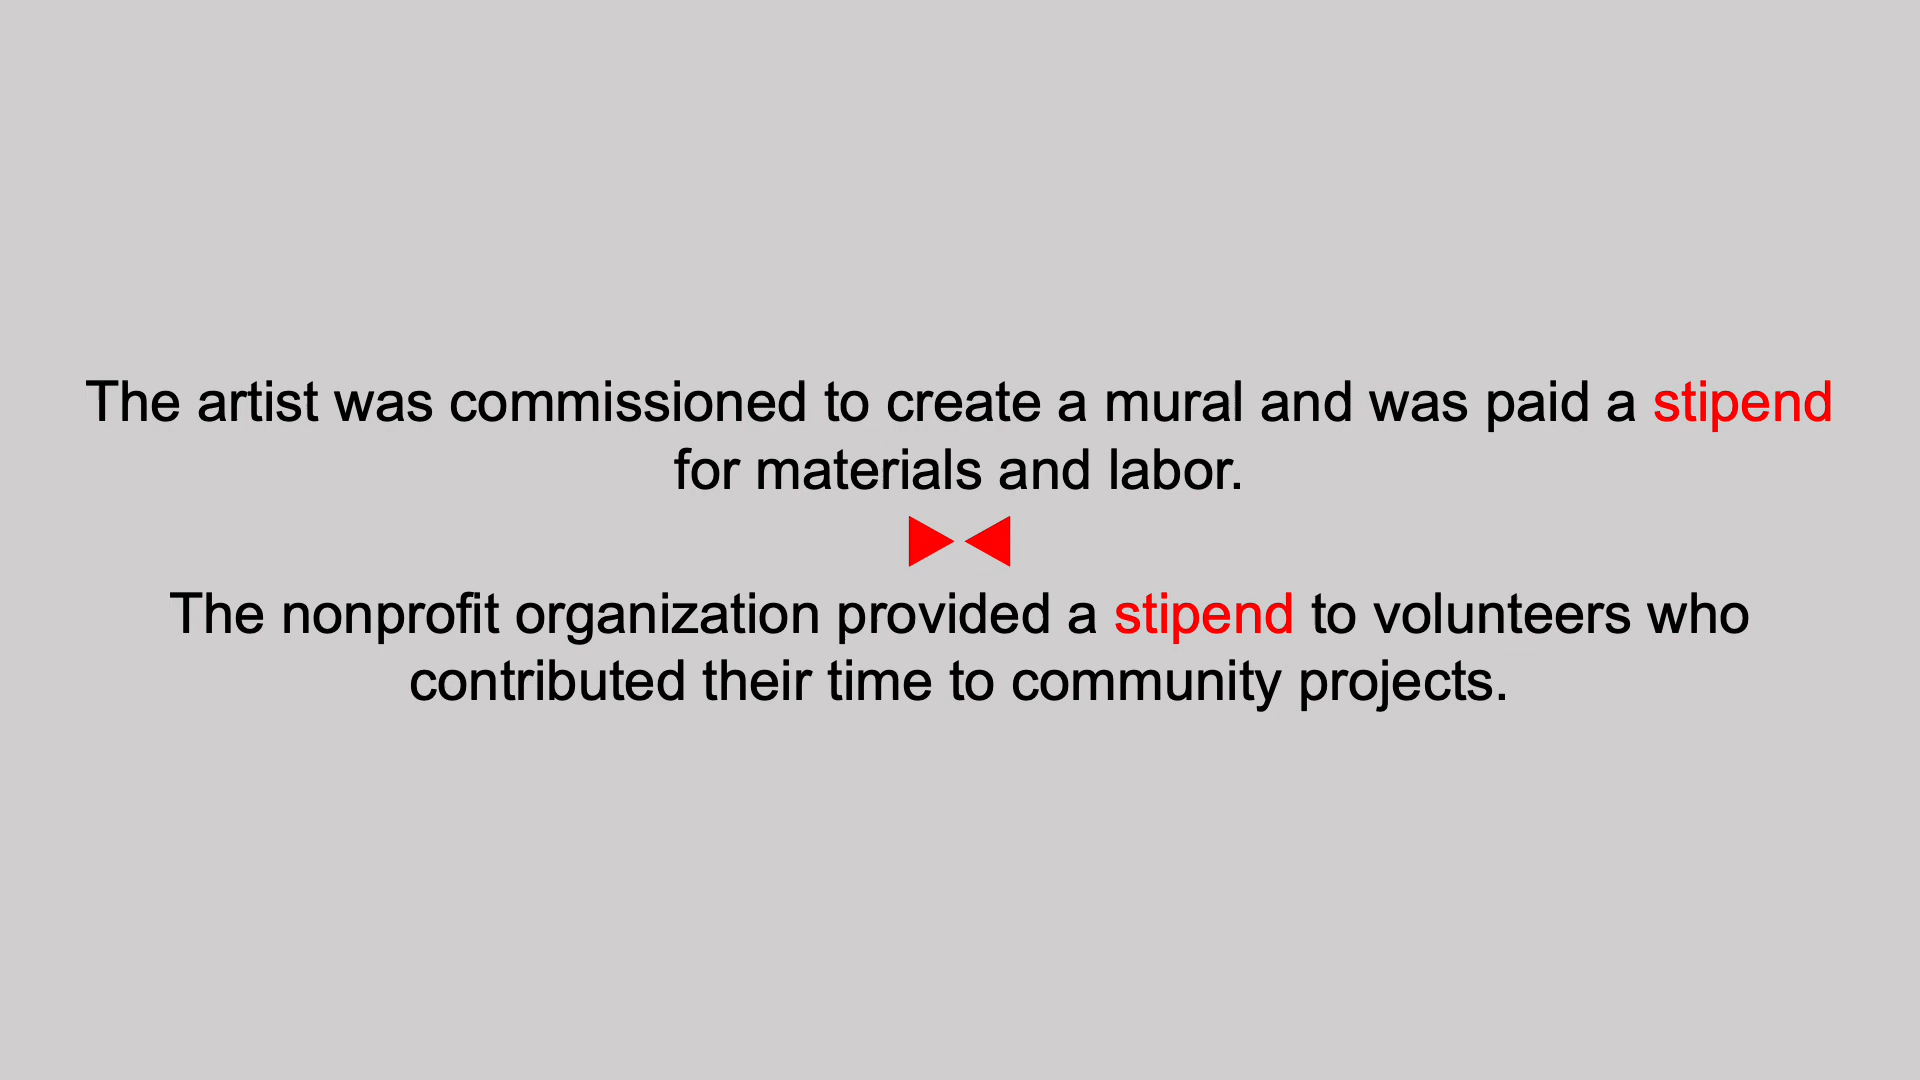 The artist was commissioned to create a mural and was paid a stipend
for materials and labor.
The nonprofit organization provided a stipend to volunteers who
contributed their time to community projects.